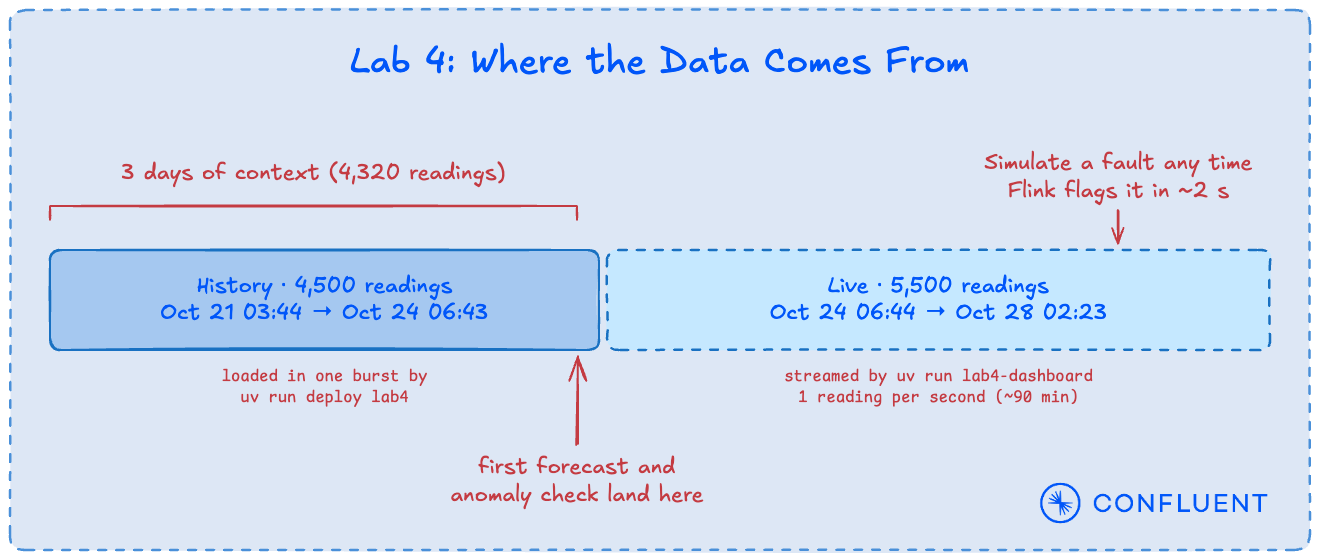 Lab 4: Where the Data Comes From
3 days of context (4,320 readings)
Simulate a fault any time
Flink flags it in ~2 s
History · 4,500 readings
Oct 21 03:44 → Oct 24 06:43
Live · 5,500 readings
Oct 24 06:44 → Oct 28 02:23
loaded in one burst by
uv run deploy lab4
streamed by uv run lab4-dashboard
1 reading per second (~90 min)
first forecast and
anomaly check land here
CONFLUENT